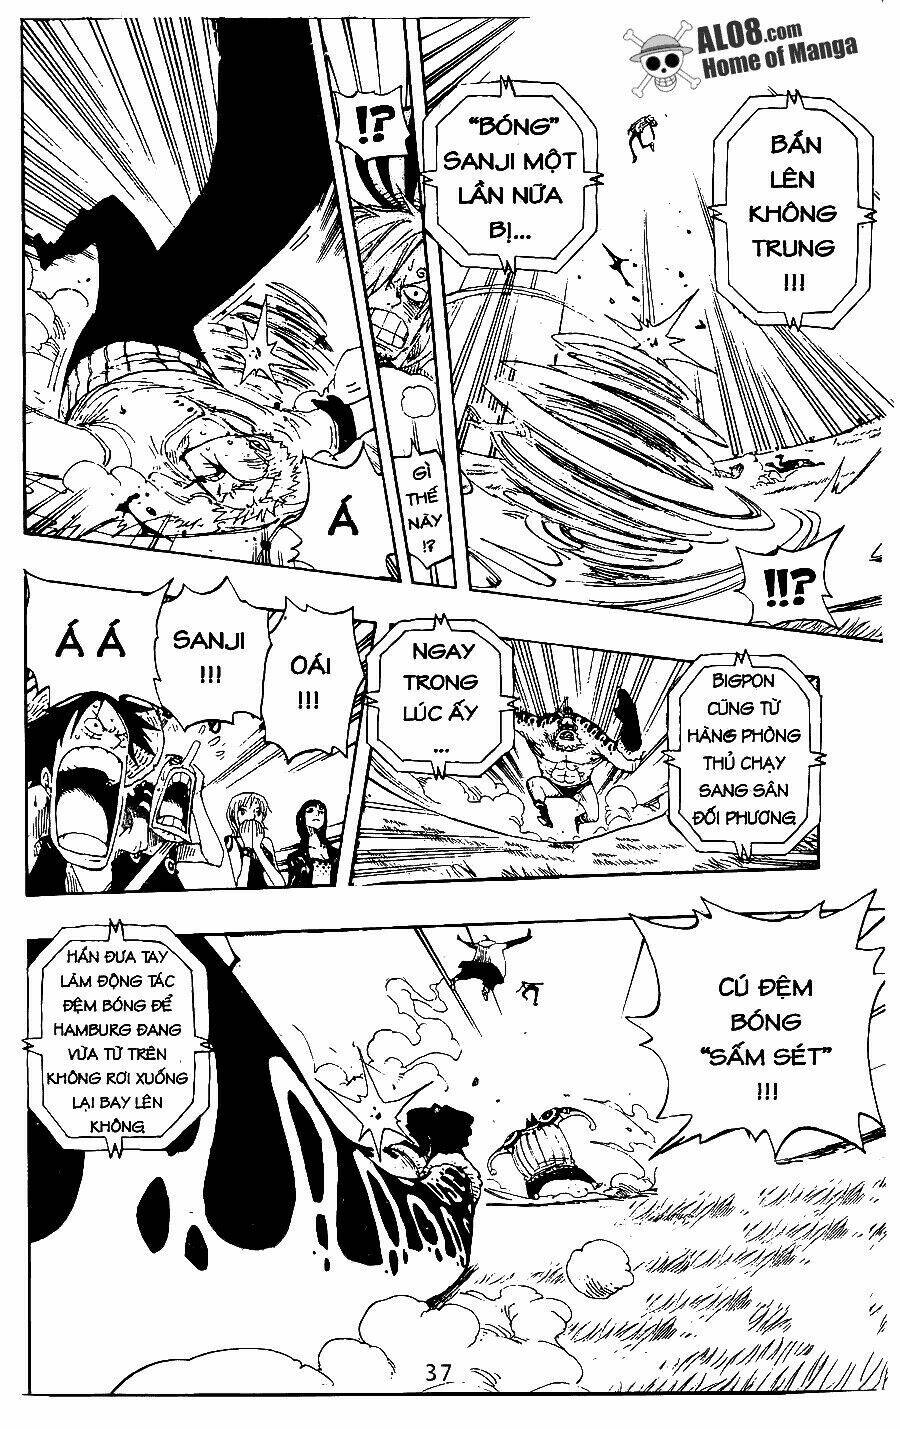 ALO8.com
Home of Manga
"BÓNG"
SANJI MỘT
LẦN NỮA
BỊ...
BẮN
LÊN
KHÔNG
TRUNG
!!!
!?
GÌ
THẾ
NÀY
!?
Á
!!?
Á Á
SANJI
!!!
OÁI
!!!
NGAY
TRONG
LÚC ẤY
...
BIGPON
CŨNG TỪ
HÀNG PHÒNG
THỦ CHẠY
SANG SÂN
ĐỐI PHƯƠNG
HẮN ĐƯA TAY
LÀM ĐỘNG TÁC
ĐỆM BÓNG ĐỂ
HAMBURG ĐANG
VỪA TỪ TRÊN
KHÔNG RƠI XUỐNG
LẠI BAY LÊN
KHÔNG
CÚ ĐỆM
BÓNG
"SẤM SÉT"
!!!
37